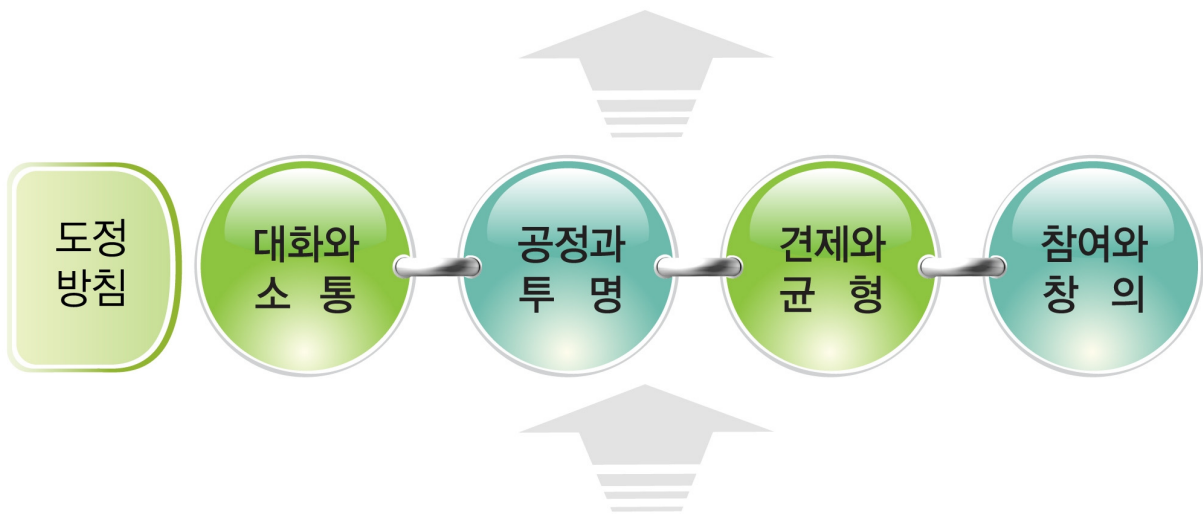 도정
방침
대화와
소 통
공정과
투 명
견제와
균 형
참여와
창 의